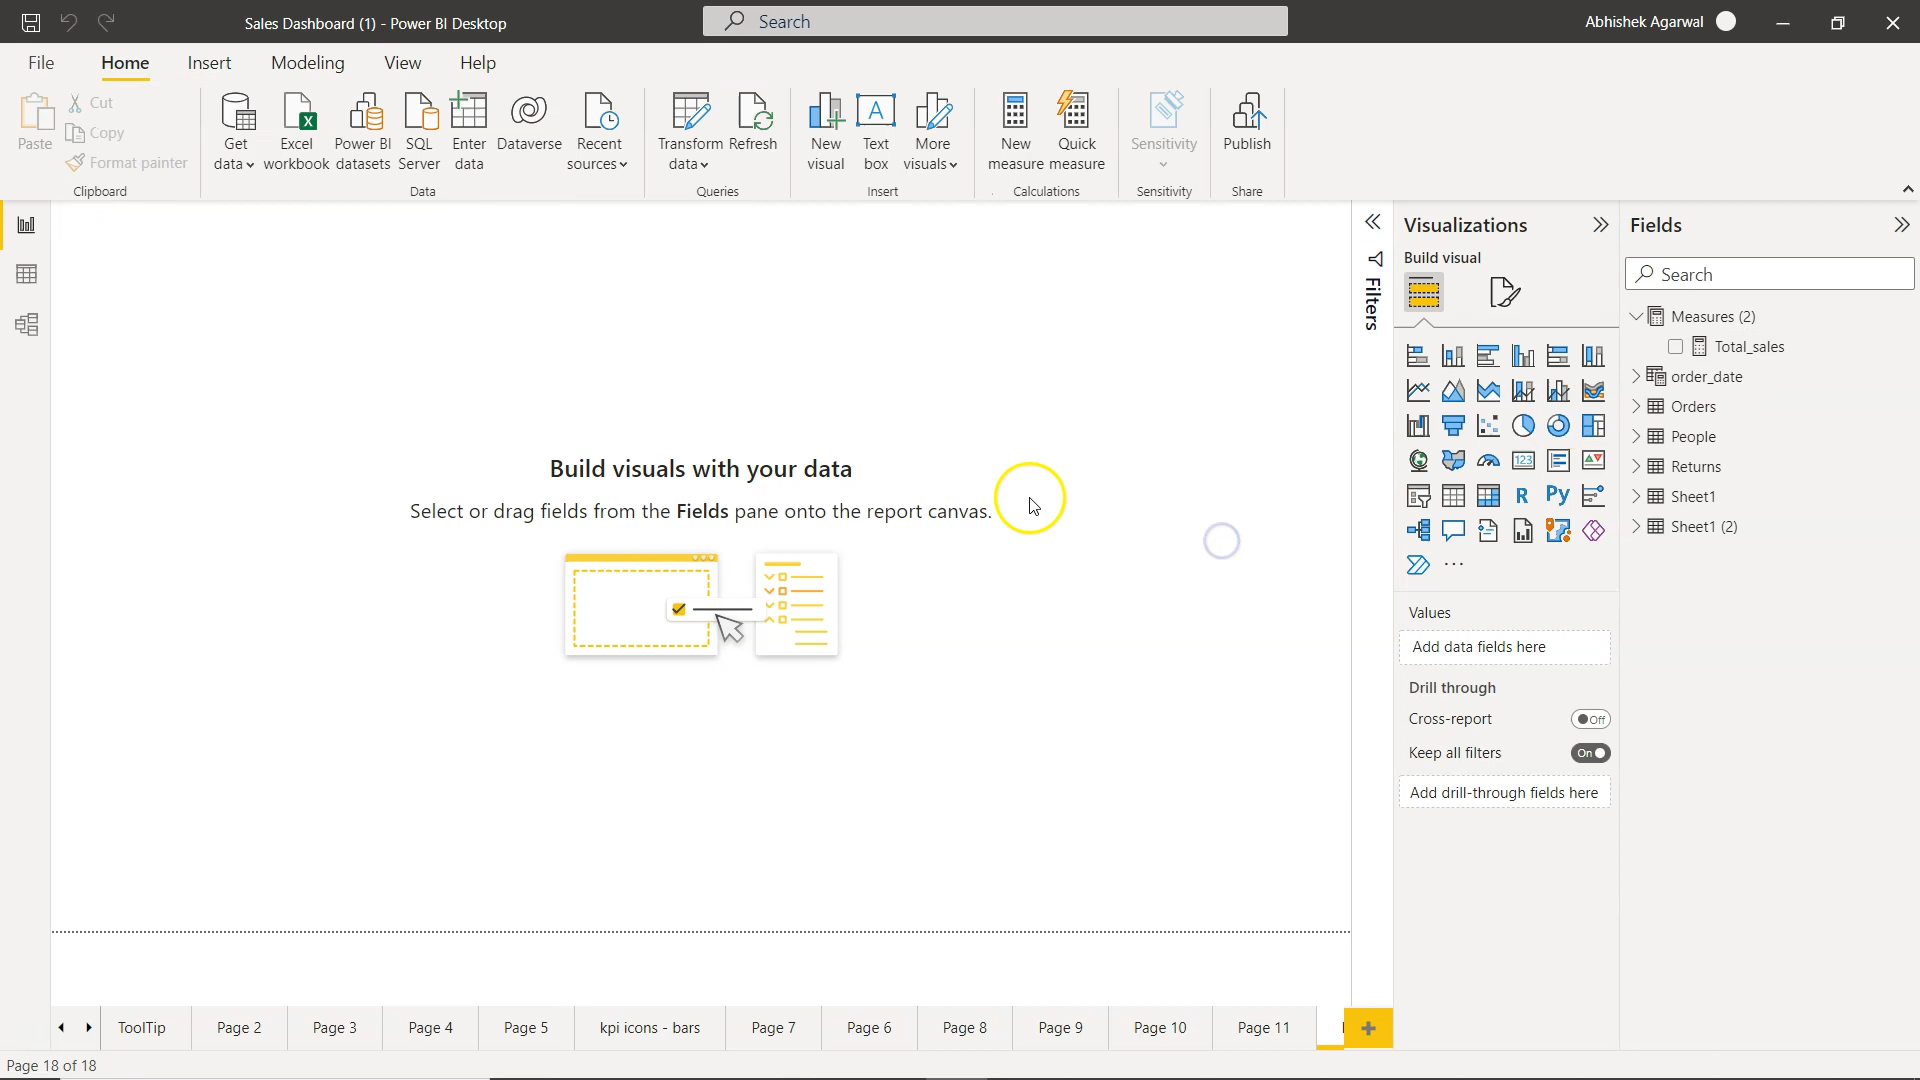 Sales Dashboard (1) - Power BI Desktop
Search
Abhishek Agarwal
File
Home
Insert
Modeling
View
Help
Paste
Cut
Copy
Format painter
Clipboard
Get
data
Excel
workbook
Power BI
datasets
SQL
Server
Enter
data
Dataverse
Recent
sources
Data
Transform
data
Refresh
Queries
New
visual
A
Text
box
More
visuals
Insert
New
measure
Quick
measure
Calculations
Sensitivity
Sensitivity
Publish
Share
Build visuals with your data
Select or drag fields from the Fields pane onto the report canvas.
Filters
Visualizations
Build visual
123
R
Py
...
Values
Add data fields here
Drill through
Cross-report
Off
Keep all filters
On
Add drill-through fields here
Fields
Search
Measures (2)
Total_sales
order_date
Orders
People
Returns
Sheet1
Sheet1 (2)
ToolTip
Page 2
Page 3
Page 4
Page 5
kpi icons - bars
Page 7
Page 6
Page 8
Page 9
Page 10
Page 11
Page 18 of 18